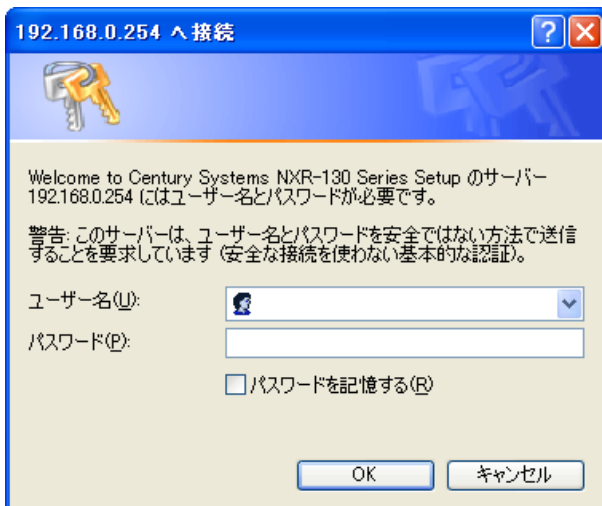 192.168.0.254 へ接続
Welcome to Century Systems NXR-130 Series Setup のサーバー
192.168.0.254 にはユーザー名とパスワードが必要です。
警告: このサーバーは、ユーザー名とパスワードを安全ではない方法で送信
することを要求しています (安全な接続を使わない基本的な認証)。
ユーザー名(U):
パスワード(P):
パスワードを記憶する(R)
OK キャンセル